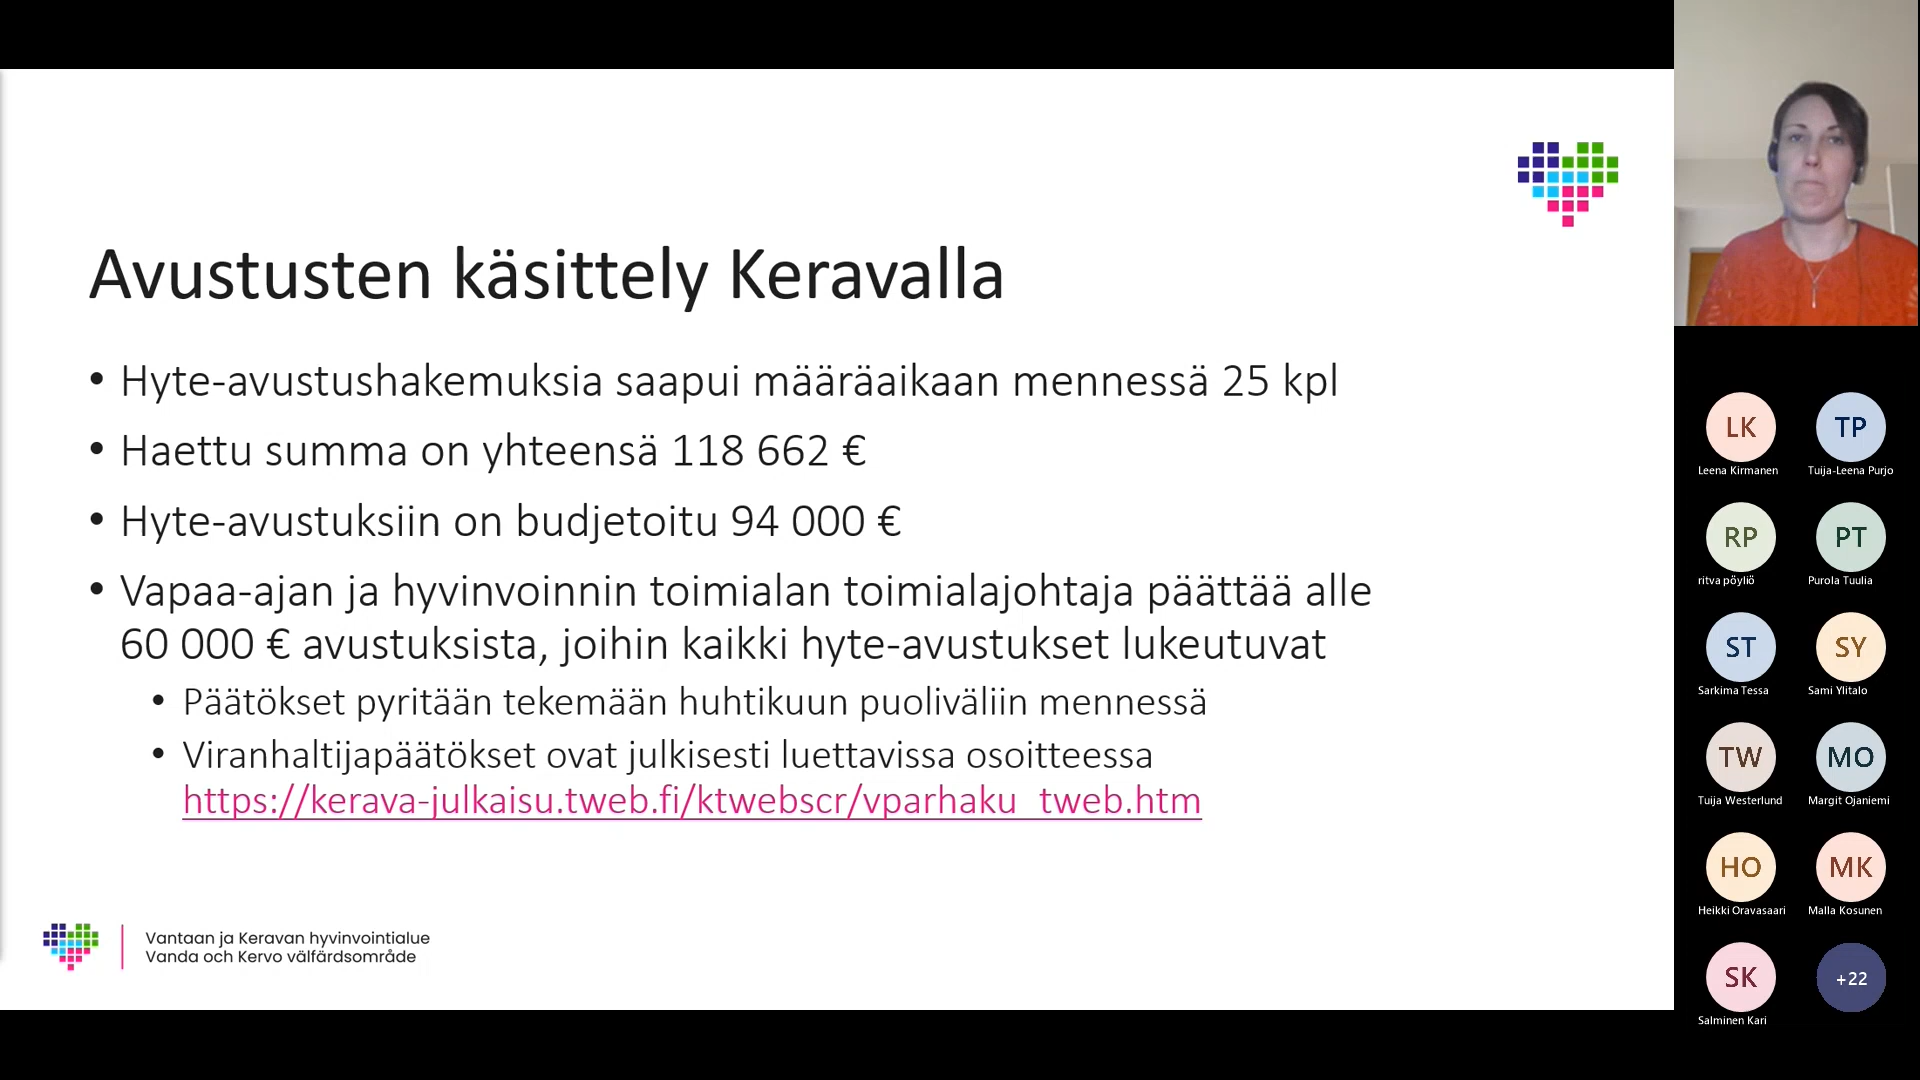 Avustusten käsittely Keravalla
• Hyte-avustushakemuksia saapui määräaikaan mennessä 25 kpl
• Haettu summa on yhteensä 118 662 €
• Hyte-avustuksiin on budjetoitu 94 000 €
• Vapaa-ajan ja hyvinvoinnin toimialan toimialajohtaja päättää alle
60 000 € avustuksista, joihin kaikki hyte-avustukset lukeutuvat
• Päätökset pyritään tekemään huhtikuun puoliväliin mennessä
• Viranhaltijapäätökset ovat julkisesti luettavissa osoitteessa
https://kerava-julkaisu.tweb.fi/ktwebscr/vparhaku_tweb.htm
Vantaan ja Keravan hyvinvointialue
Vanda och Kervo välfärdsområde
LK
Leena Kirmanen
TP
Tuija-Leena Purjo
RP
ritva pöyliö
PT
Purola Tuulia
ST
Sarkima Tessa
SY
Sami Ylitalo
TW
Tuija Westerlund
MO
Margit Ojaniemi
HO
Heikki Oravasaari
MK
Malla Kosunen
SK
Salminen Kari
+22